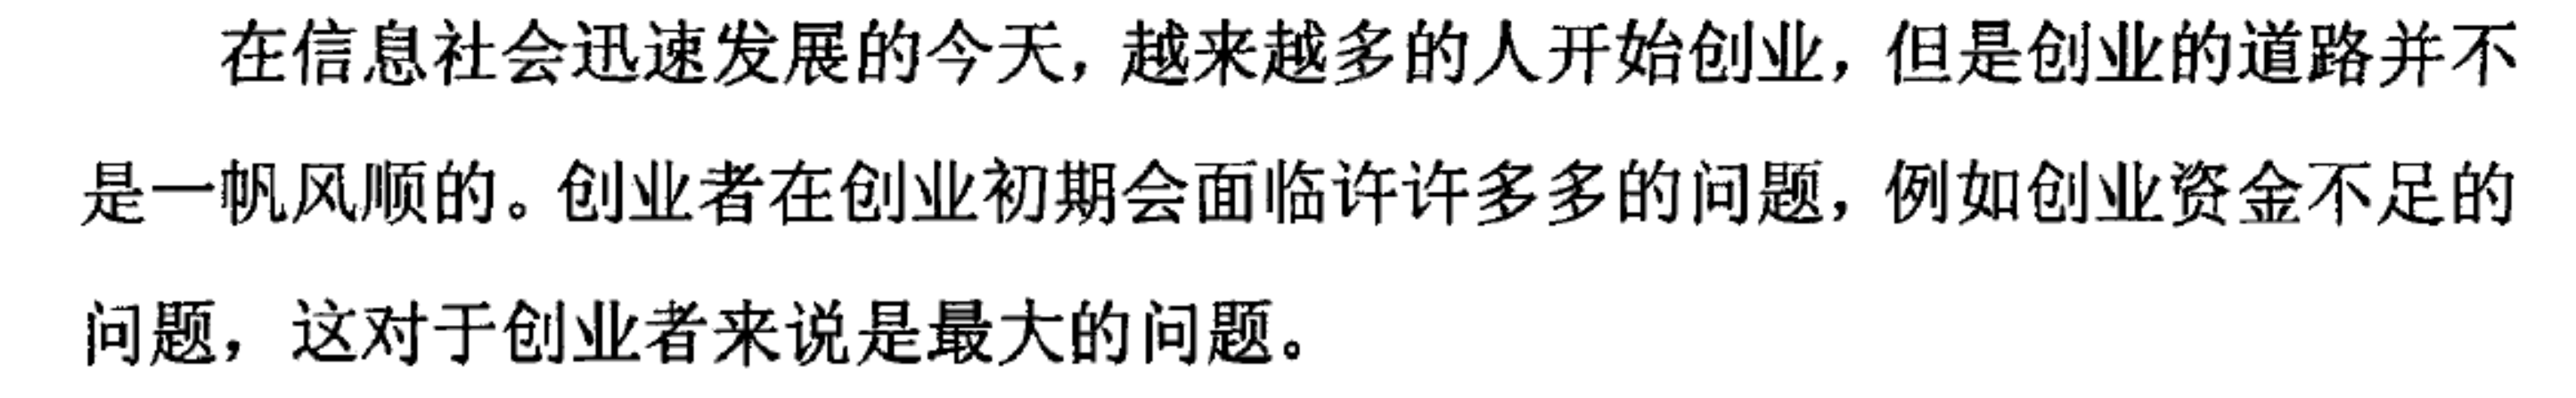 在信息社会迅速发展的今天，越来越多的人开始创业，但是创业的道路并不
是一帆风顺的。创业者在创业初期会面临许许多多的问题，例如创业资金不足的
问题，这对于创业者来说是最大的问题。